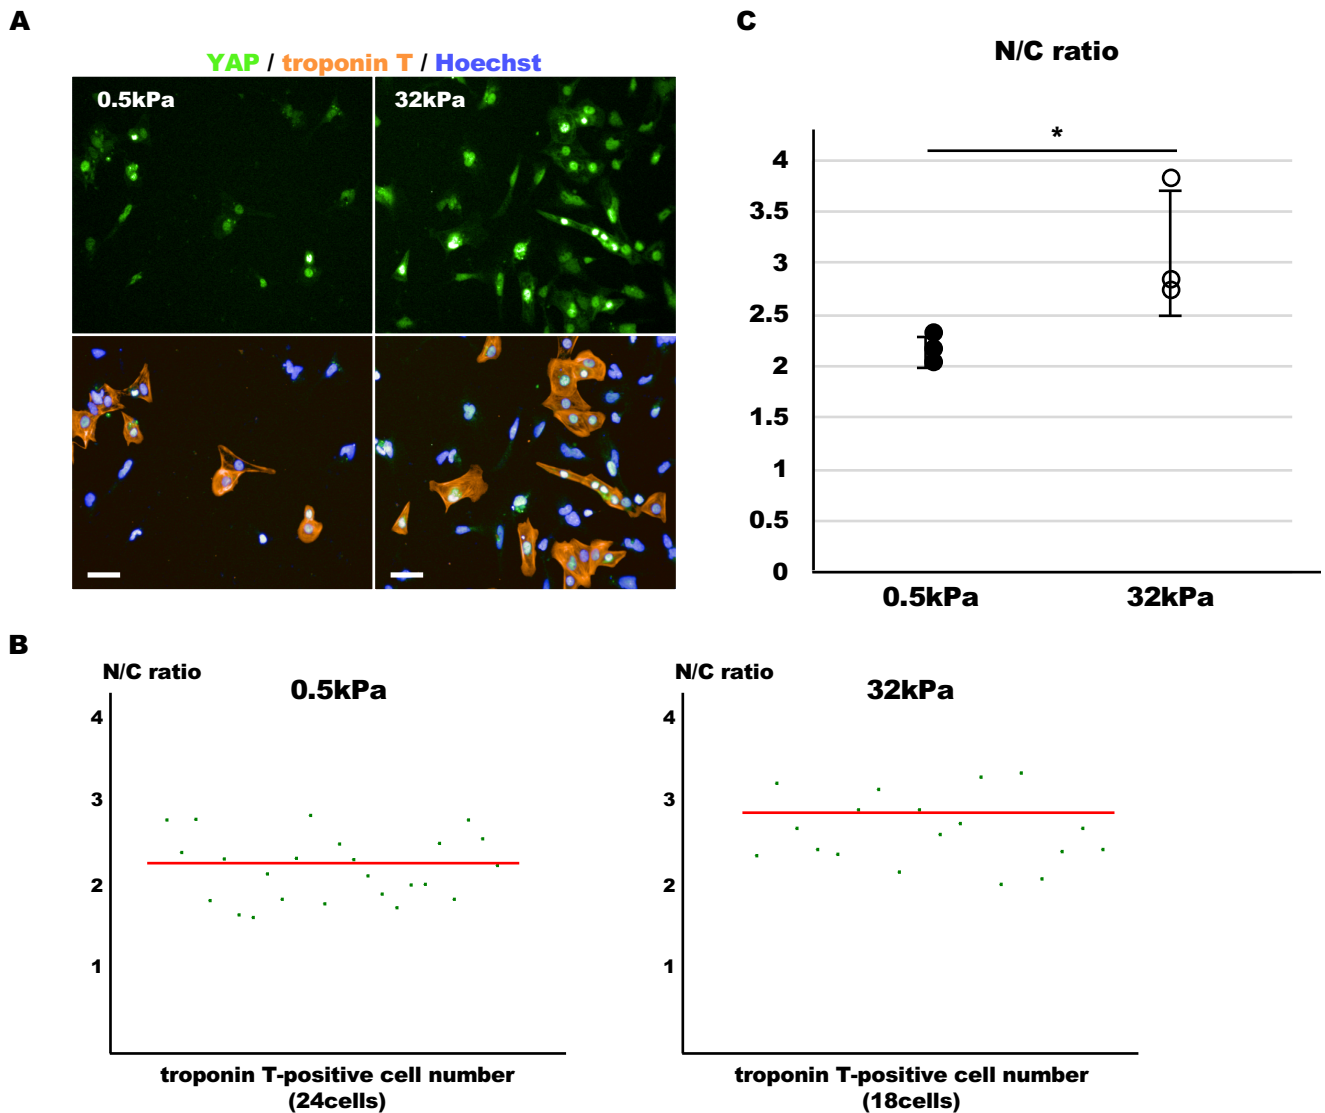 A
YAP / troponin T / Hoechst
0.5kPa
32kPa
B
N/C ratio
0.5kPa
4
3
2
1
troponin T-positive cell number
(24cells)
N/C ratio
32kPa
4
3
2
1
troponin T-positive cell number
(18cells)
C
N/C ratio
*
4
3.5
3
2.5
2
1.5
1
0.5
0
0.5kPa
32kPa